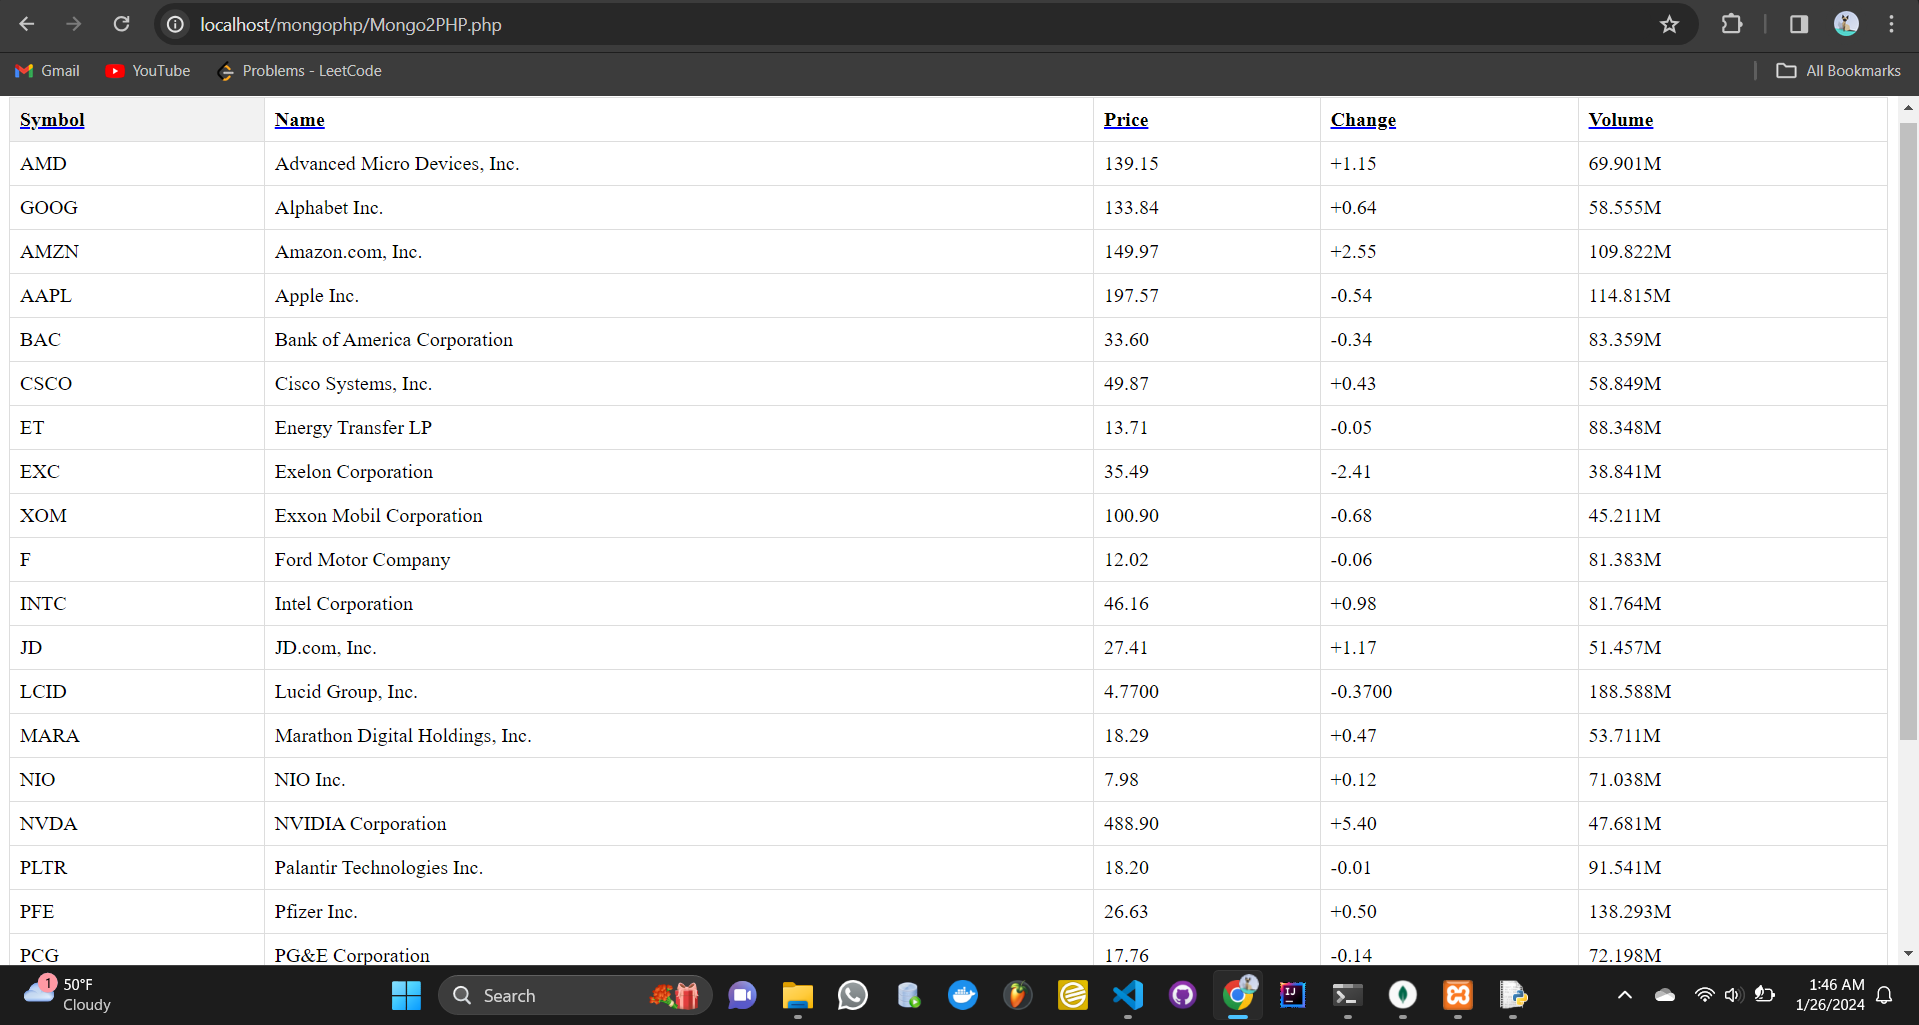 localhost/mongophp/Mongo2PHP.php
Gmail YouTube Problems - LeetCode All Bookmarks
Symbol Name Price Change Volume
AMD Advanced Micro Devices, Inc. 139.15 +1.15 69.901M
GOOG Alphabet Inc. 133.84 +0.64 58.555M
AMZN Amazon.com, Inc. 149.97 +2.55 109.822M
AAPL Apple Inc. 197.57 -0.54 114.815M
BAC Bank of America Corporation 33.60 -0.34 83.359M
CSCO Cisco Systems, Inc. 49.87 +0.43 58.849M
ET Energy Transfer LP 13.71 -0.05 88.348M
EXC Exelon Corporation 35.49 -2.41 38.841M
XOM Exxon Mobil Corporation 100.90 -0.68 45.211M
F Ford Motor Company 12.02 -0.06 81.383M
INTC Intel Corporation 46.16 +0.98 81.764M
JD JD.com, Inc. 27.41 +1.17 51.457M
LCID Lucid Group, Inc. 4.7700 -0.3700 188.588M
MARA Marathon Digital Holdings, Inc. 18.29 +0.47 53.711M
NIO NIO Inc. 7.98 +0.12 71.038M
NVDA NVIDIA Corporation 488.90 +5.40 47.681M
PLTR Palantir Technologies Inc. 18.20 -0.01 91.541M
PFE Pfizer Inc. 26.63 +0.50 138.293M
PCG PG&E Corporation 17.76 -0.14 72.198M
1 50°F Search IJ 1:46 AM
Cloudy 1/26/2024